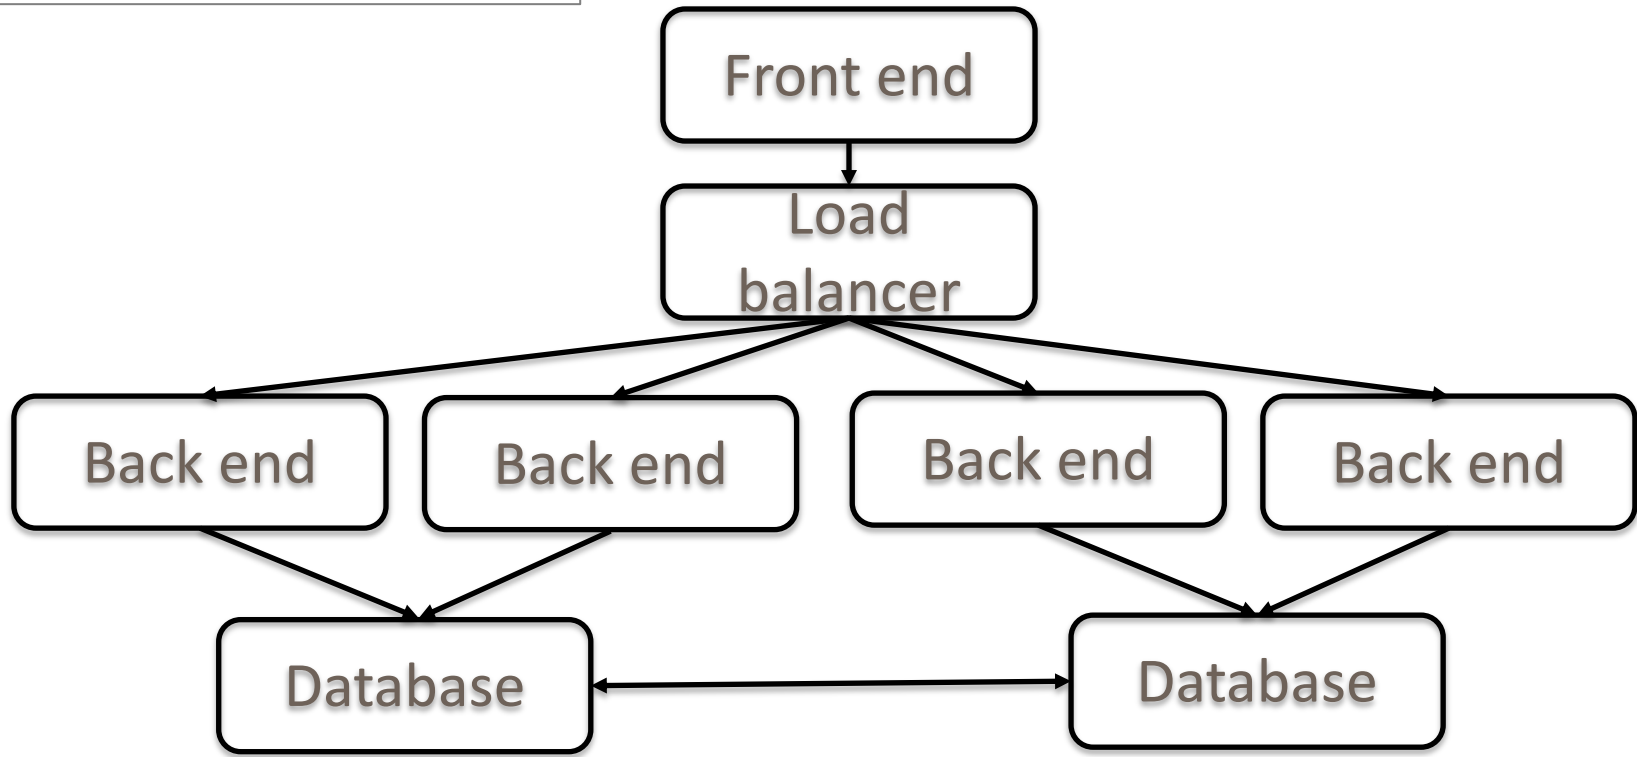 Front end
Load
balancer
Back end
Back end
Back end
Back end
Database
Database